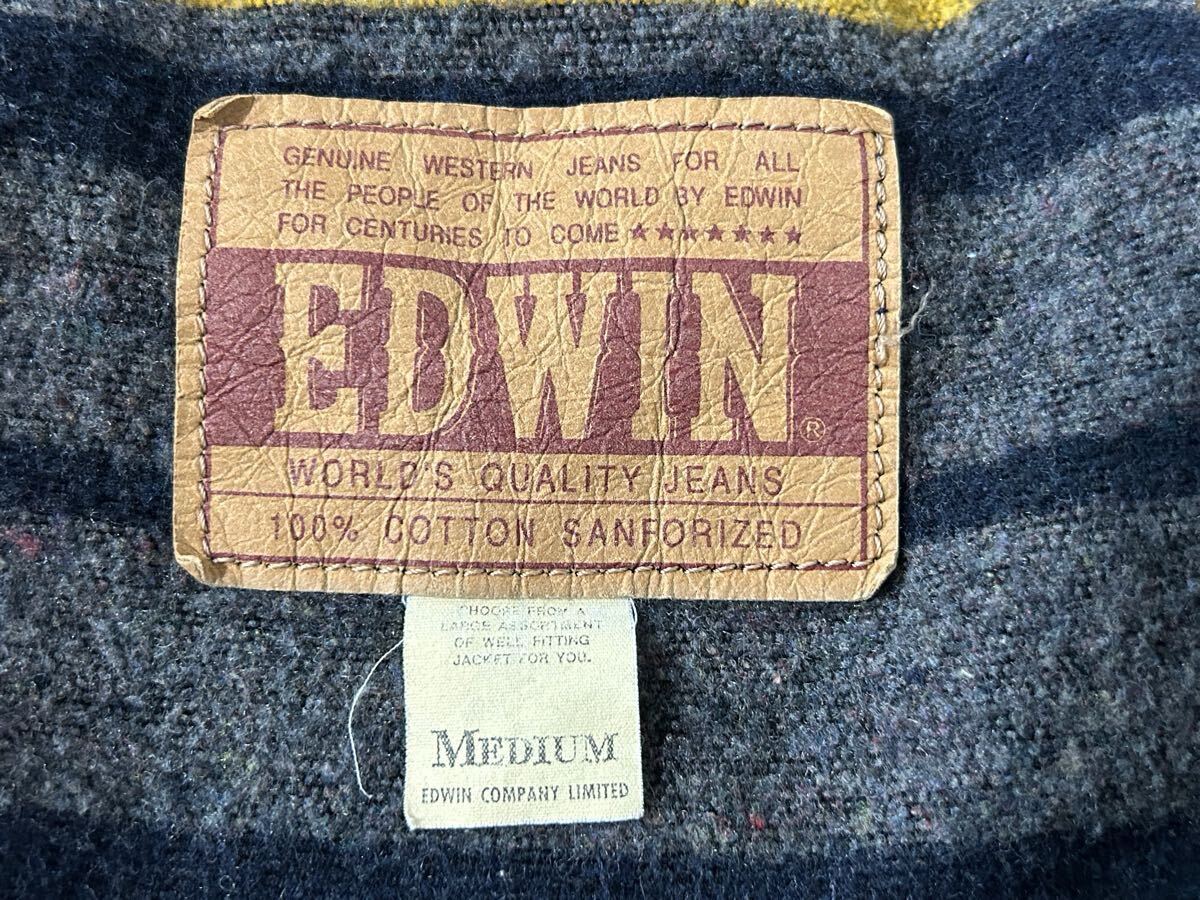 GENUINE WESTERN JEANS FOR ALL
THE PEOPLE OF THE WORLD BY EDWIN
FOR CENTURIES TO COME ★★★★★★★
EDWIN®
WORLD'S QUALITY JEANS
100% COTTON SANFORIZED
CHOOSE FROM A
LARGE ASSORTMENT
OF WELL FITTING
JACKET FOR YOU.
MEDIUM
EDWIN COMPANY LIMITED